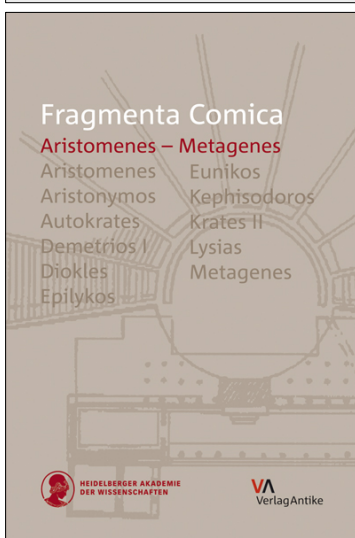 Fragmenta Comica
Aristomenes – Metagenes
Aristomenes
Aristonymos
Autokrates
Demetrios I
Diokles
Epilykos
Eunikos
Kephisodoros
Krates II
Lysias
Metagenes
HEIDELBERGER AKADEMIE
DER WISSENSCHAFTEN
VA
VerlagAntike